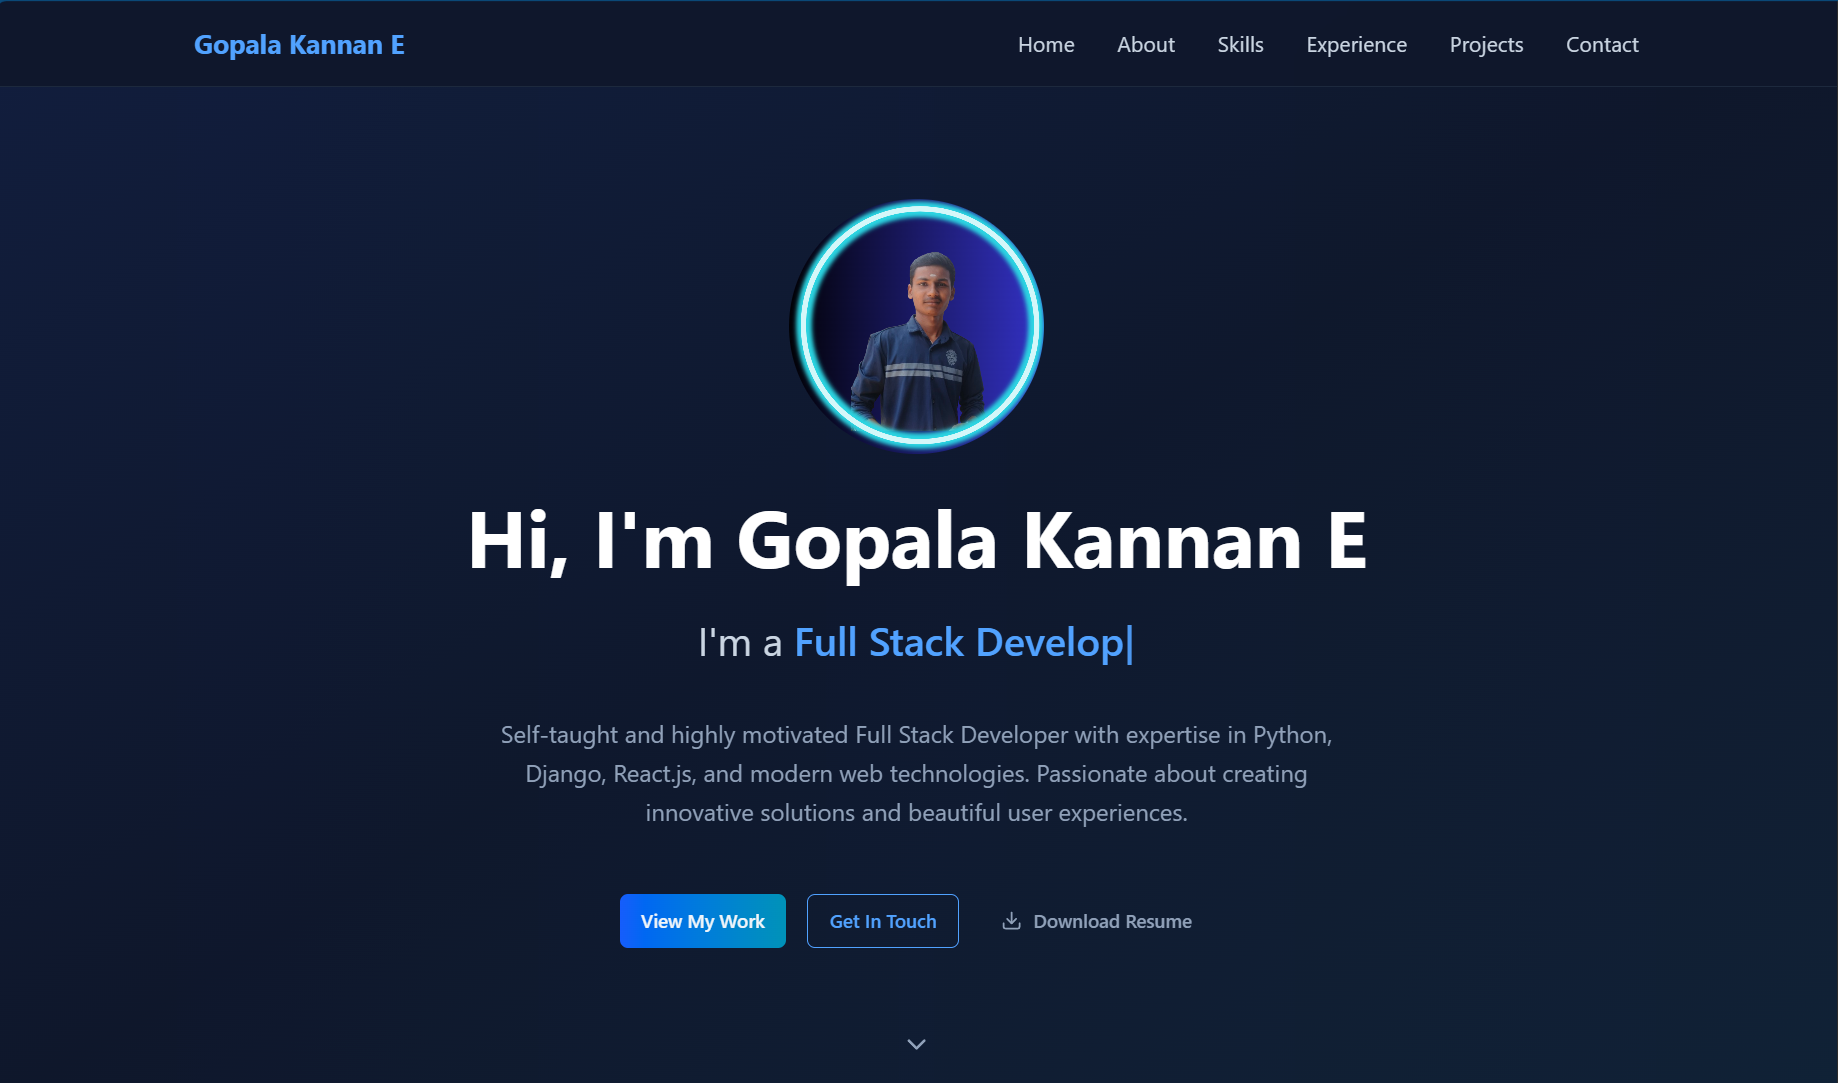 Gopala Kannan E
Home About Skills Experience Projects Contact
Hi, I'm Gopala Kannan E
I'm a Full Stack Develop|
Self-taught and highly motivated Full Stack Developer with expertise in Python,
Django, React.js, and modern web technologies. Passionate about creating
innovative solutions and beautiful user experiences.
View My Work
Get In Touch
Download Resume